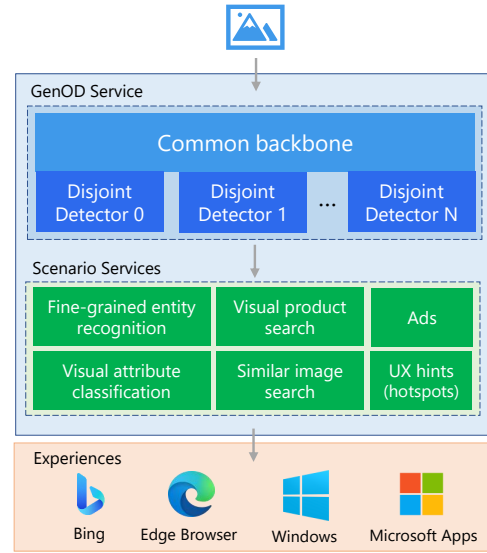 GenOD Service
Common backbone
Disjoint
Detector 0
Disjoint
Detector 1
...
Disjoint
Detector N
Scenario Services
Fine-grained entity
recognition
Visual product
search
Ads
Visual attribute
classification
Similar image
search
UX hints
(hotspots)
Experiences
Bing
Edge Browser
Windows
Microsoft Apps